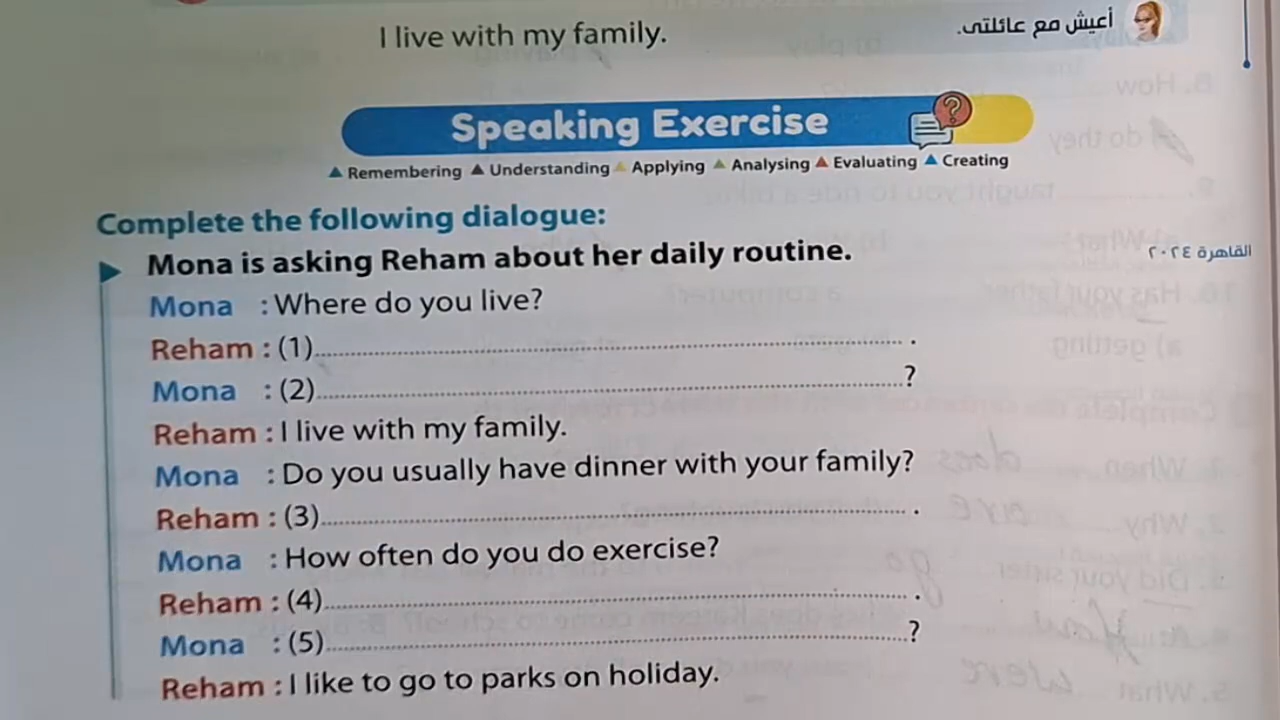 I live with my family.
أعيش مع عائلتى.
Speaking Exercise
Remembering Understanding Applying Analysing Evaluating Creating
Complete the following dialogue:
Mona is asking Reham about her daily routine.
القاهرة ٢٠٢٤
Mona : Where do you live?
Reham : (1).......................................................... .
Mona : (2)..........................................................?
Reham : I live with my family.
Mona : Do you usually have dinner with your family?
Reham : (3).......................................................... .
Mona : How often do you do exercise?
Reham : (4).......................................................... .
Mona : (5)..........................................................?
Reham : I like to go to parks on holiday.